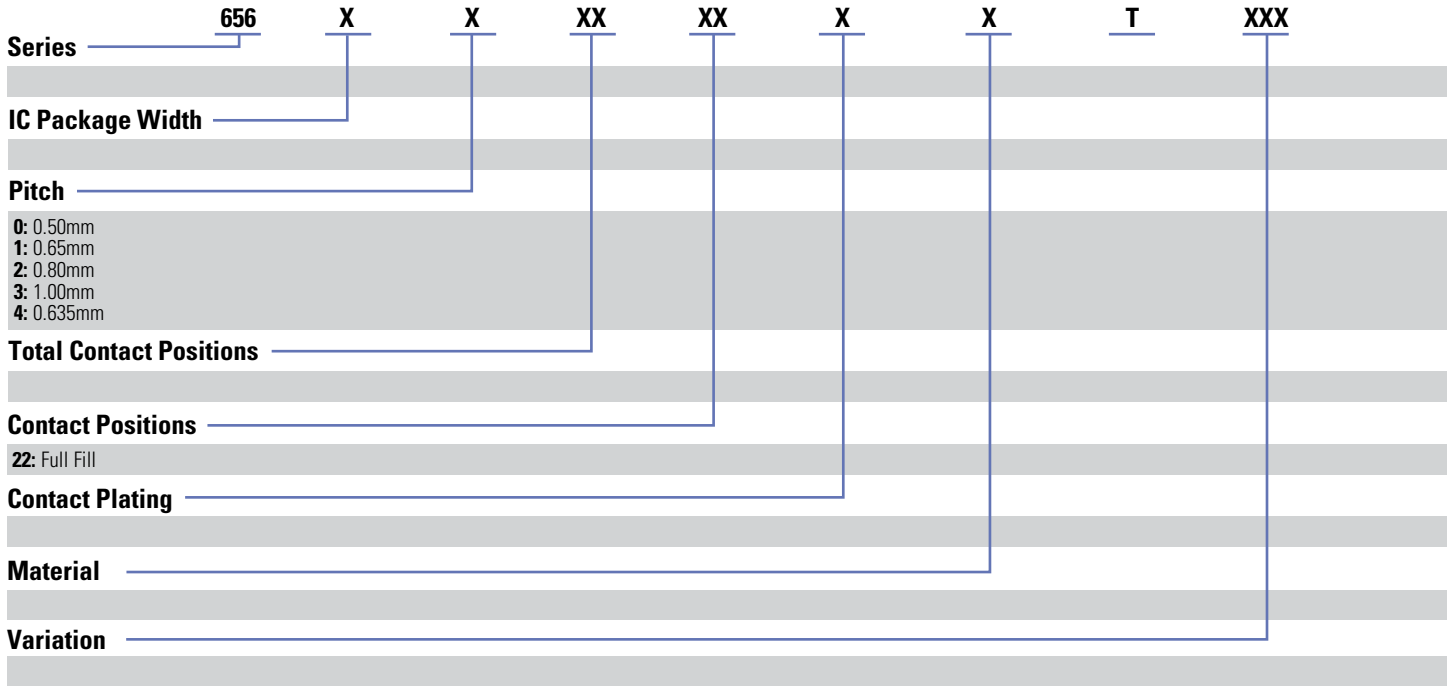 656 X X XX XX X X T XXX
Series
IC Package Width
Pitch
0: 0.50mm
1: 0.65mm
2: 0.80mm
3: 1.00mm
4: 0.635mm
Total Contact Positions
Contact Positions
22: Full Fill
Contact Plating
Material
Variation